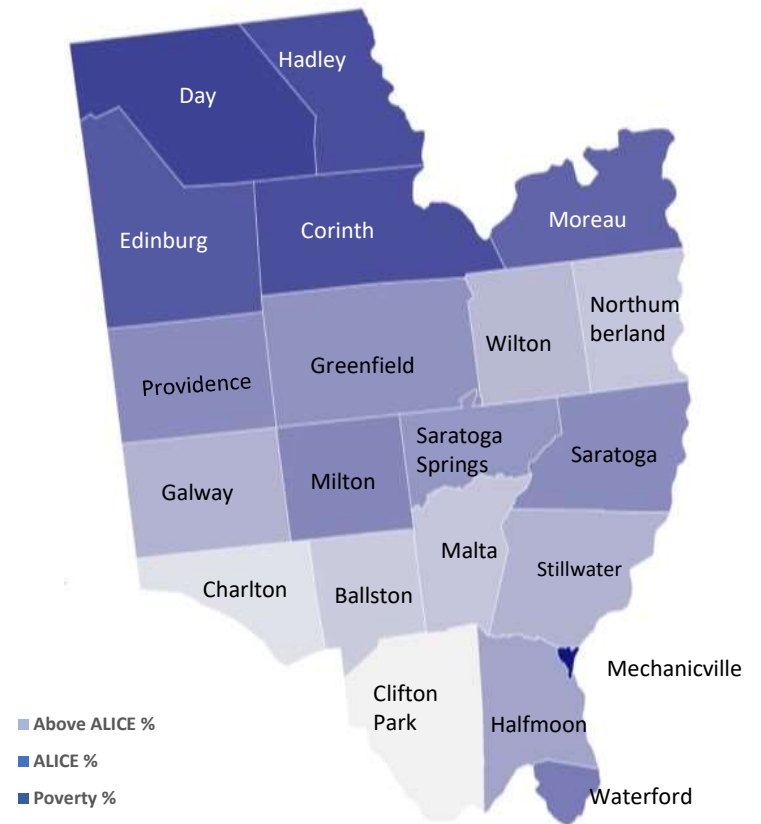 Hadley
Day
Moreau
Corinth
Edinburg
Northum
berland
Wilton
Greenfield
Providence
Saratoga
Springs
Saratoga
Milton
Galway
Malta
Stillwater
Charlton
Ballston
Mechanicville
Clifton
Park
Halfmoon
Above ALICE %
ALICE %
Poverty %
Waterford